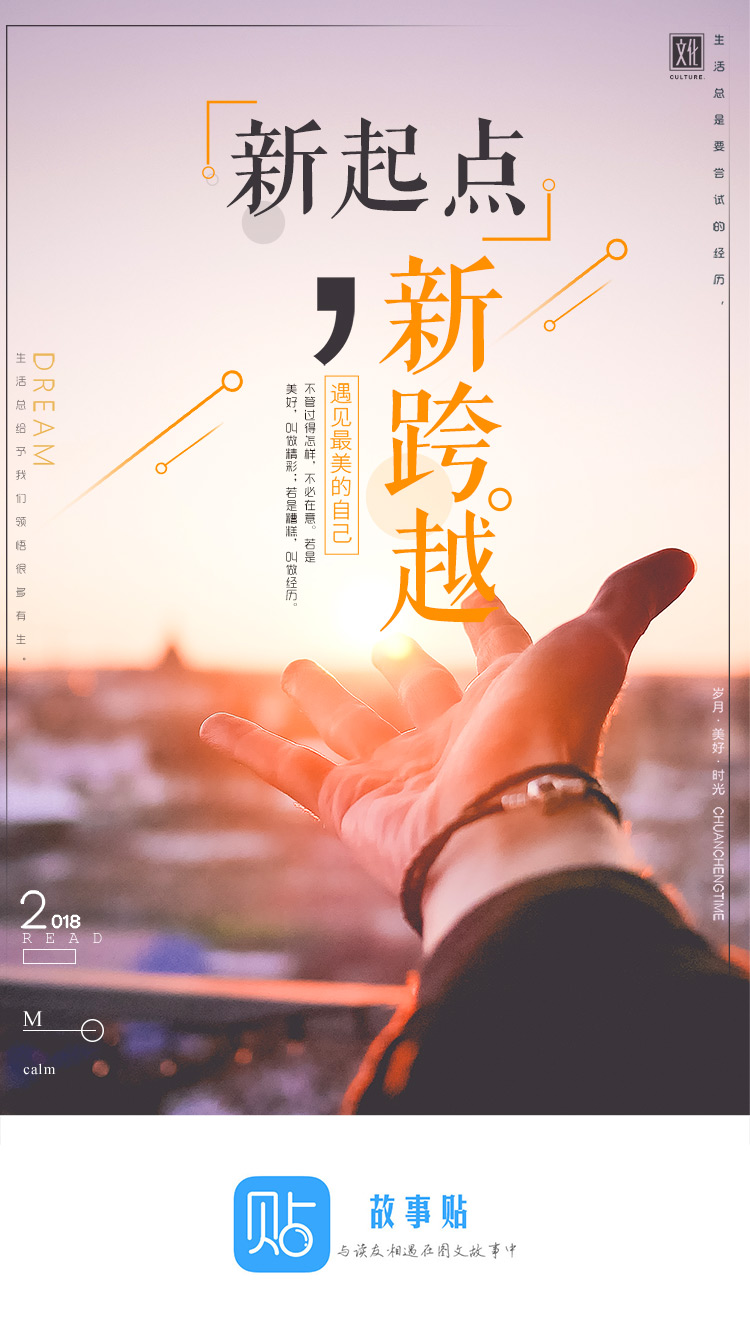 文化
CULTURE.
生活总是要尝试的经历，
新起点
，
新跨越
遇见最美的自己
不管过得怎样，不必在意。若是
美好，叫做精彩；若是糟糕，叫做经历。
DREAM
生活总给予我们领悟很多有生。
岁月·美好·时光 CHUANCHENGTIME
2018
READ
M
calm
贴
故事贴
与读友相遇在图文故事中